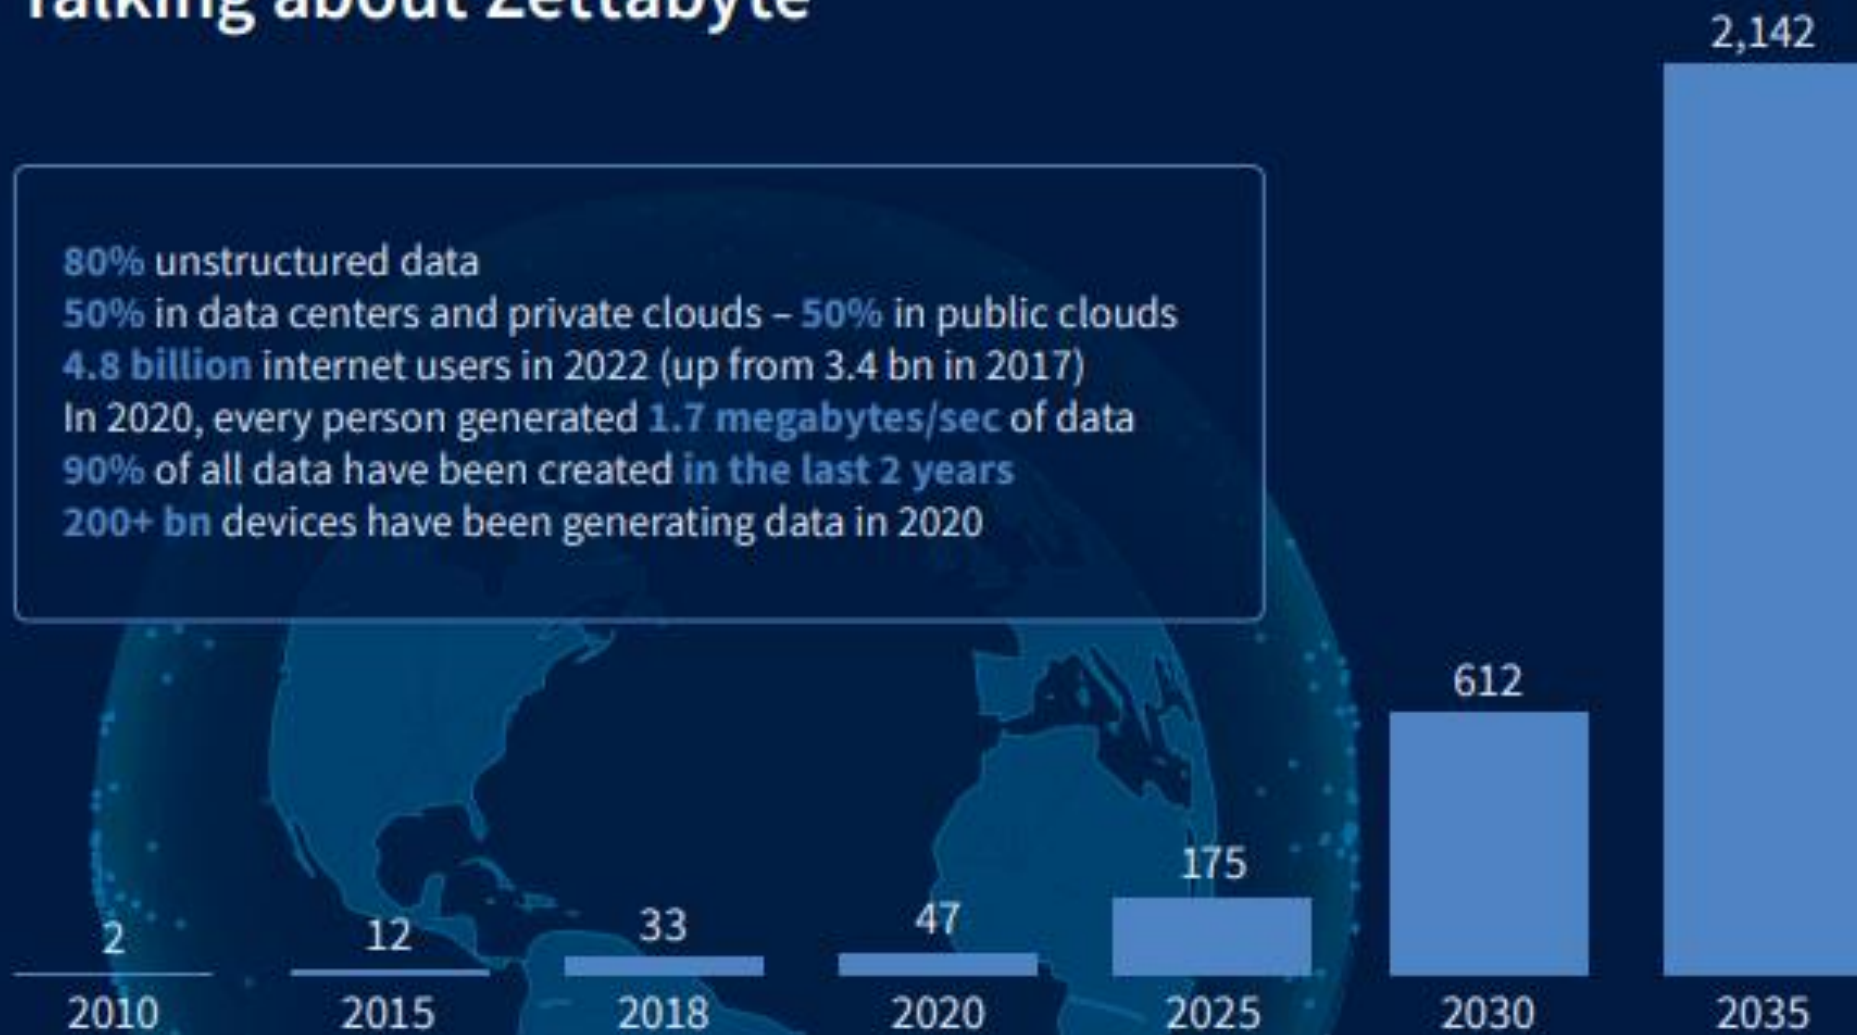 Talking about Zettabyte
2,142
80% unstructured data
50% in data centers and private clouds – 50% in public clouds
4.8 billion internet users in 2022 (up from 3.4 bn in 2017)
In 2020, every person generated 1.7 megabytes/sec of data
90% of all data have been created in the last 2 years
200+ bn devices have been generating data in 2020
612
175
2 12 33 47
2010 2015 2018 2020 2025 2030 2035